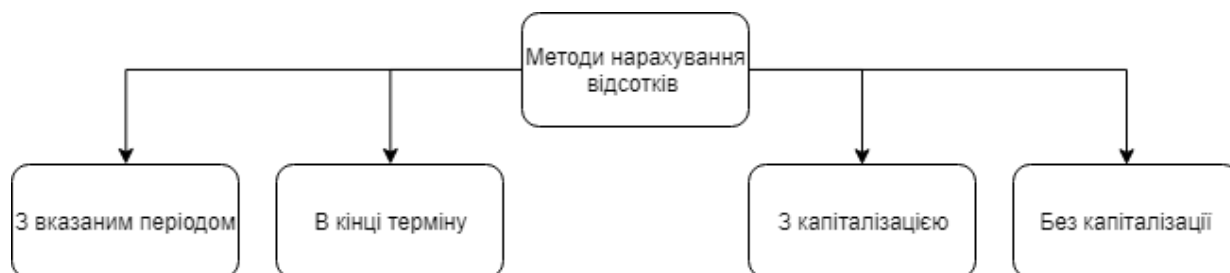 Методи нарахування
відсотків
З вказаним періодом
В кінці терміну
З капіталізацією
Без капіталізації